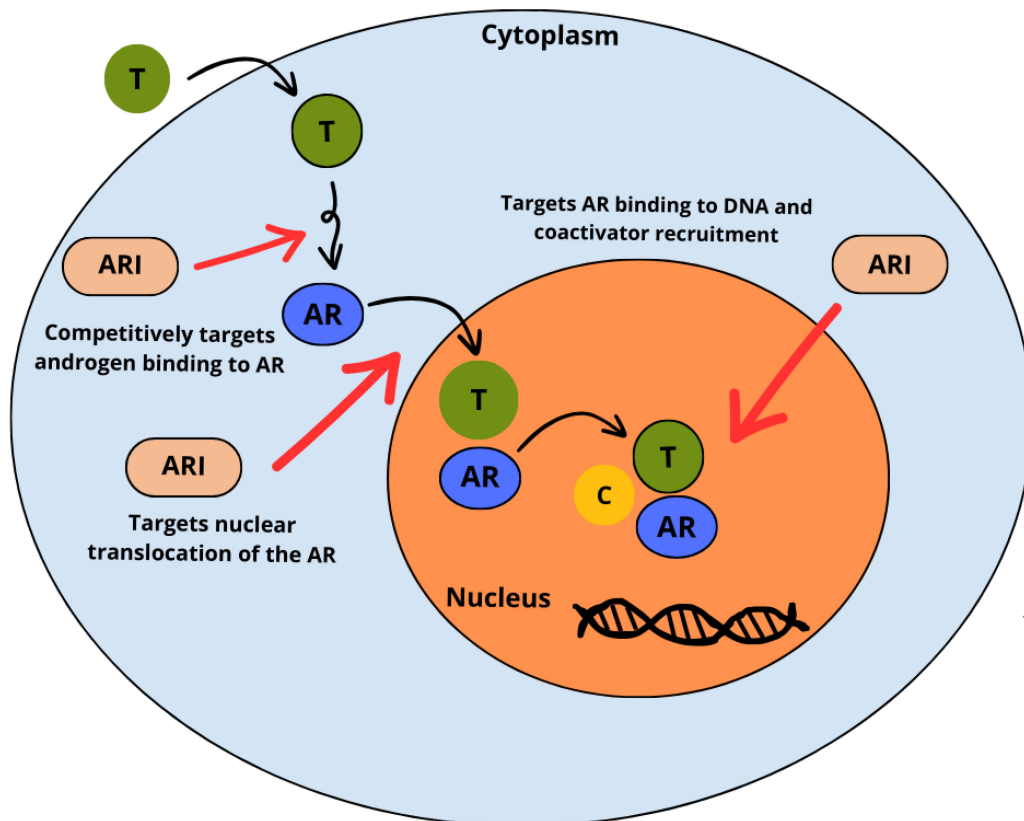 Cytoplasm
T
T
Targets AR binding to DNA and
coactivator recruitment
ARI
ARI
AR
Competitively targets
androgen binding to AR
T
AR
T
C
AR
ARI
Targets nuclear
translocation of the AR
Nucleus